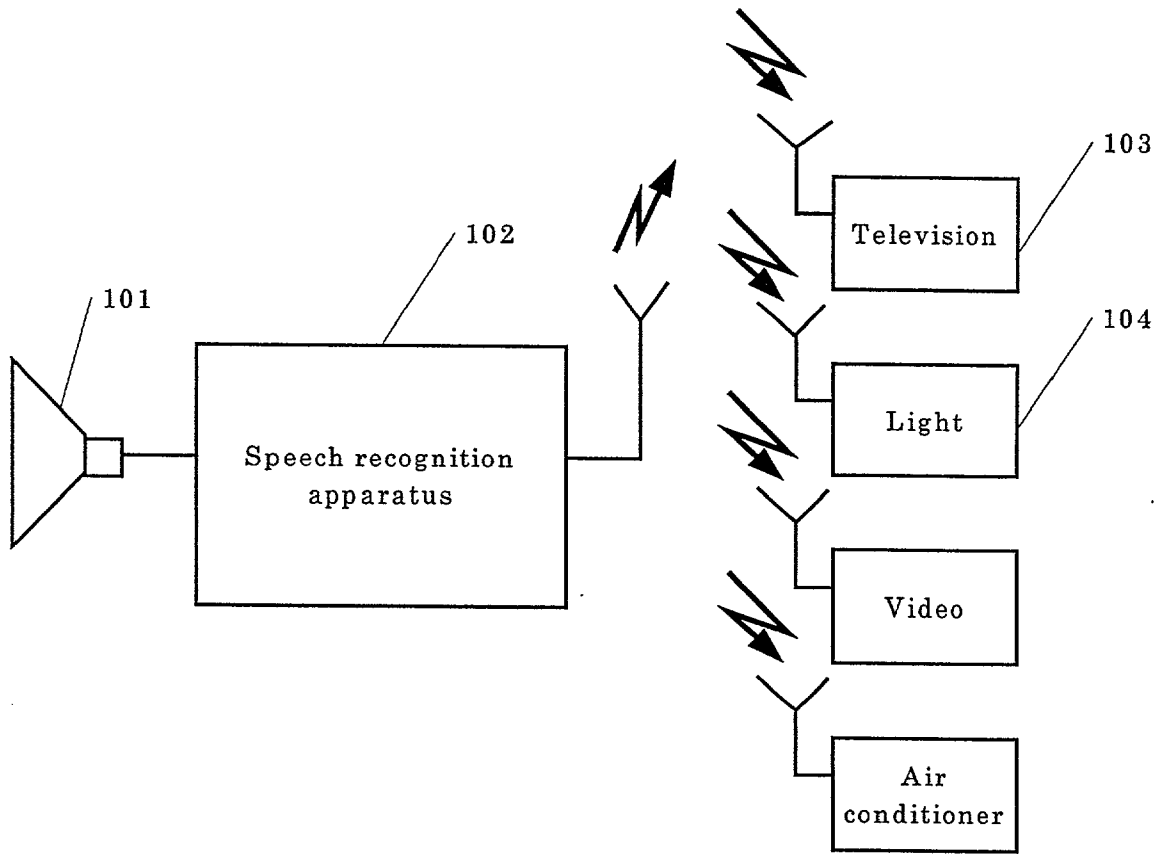 101
102
Speech recognition
apparatus
103
Television
104
Light
Video
Air
conditioner